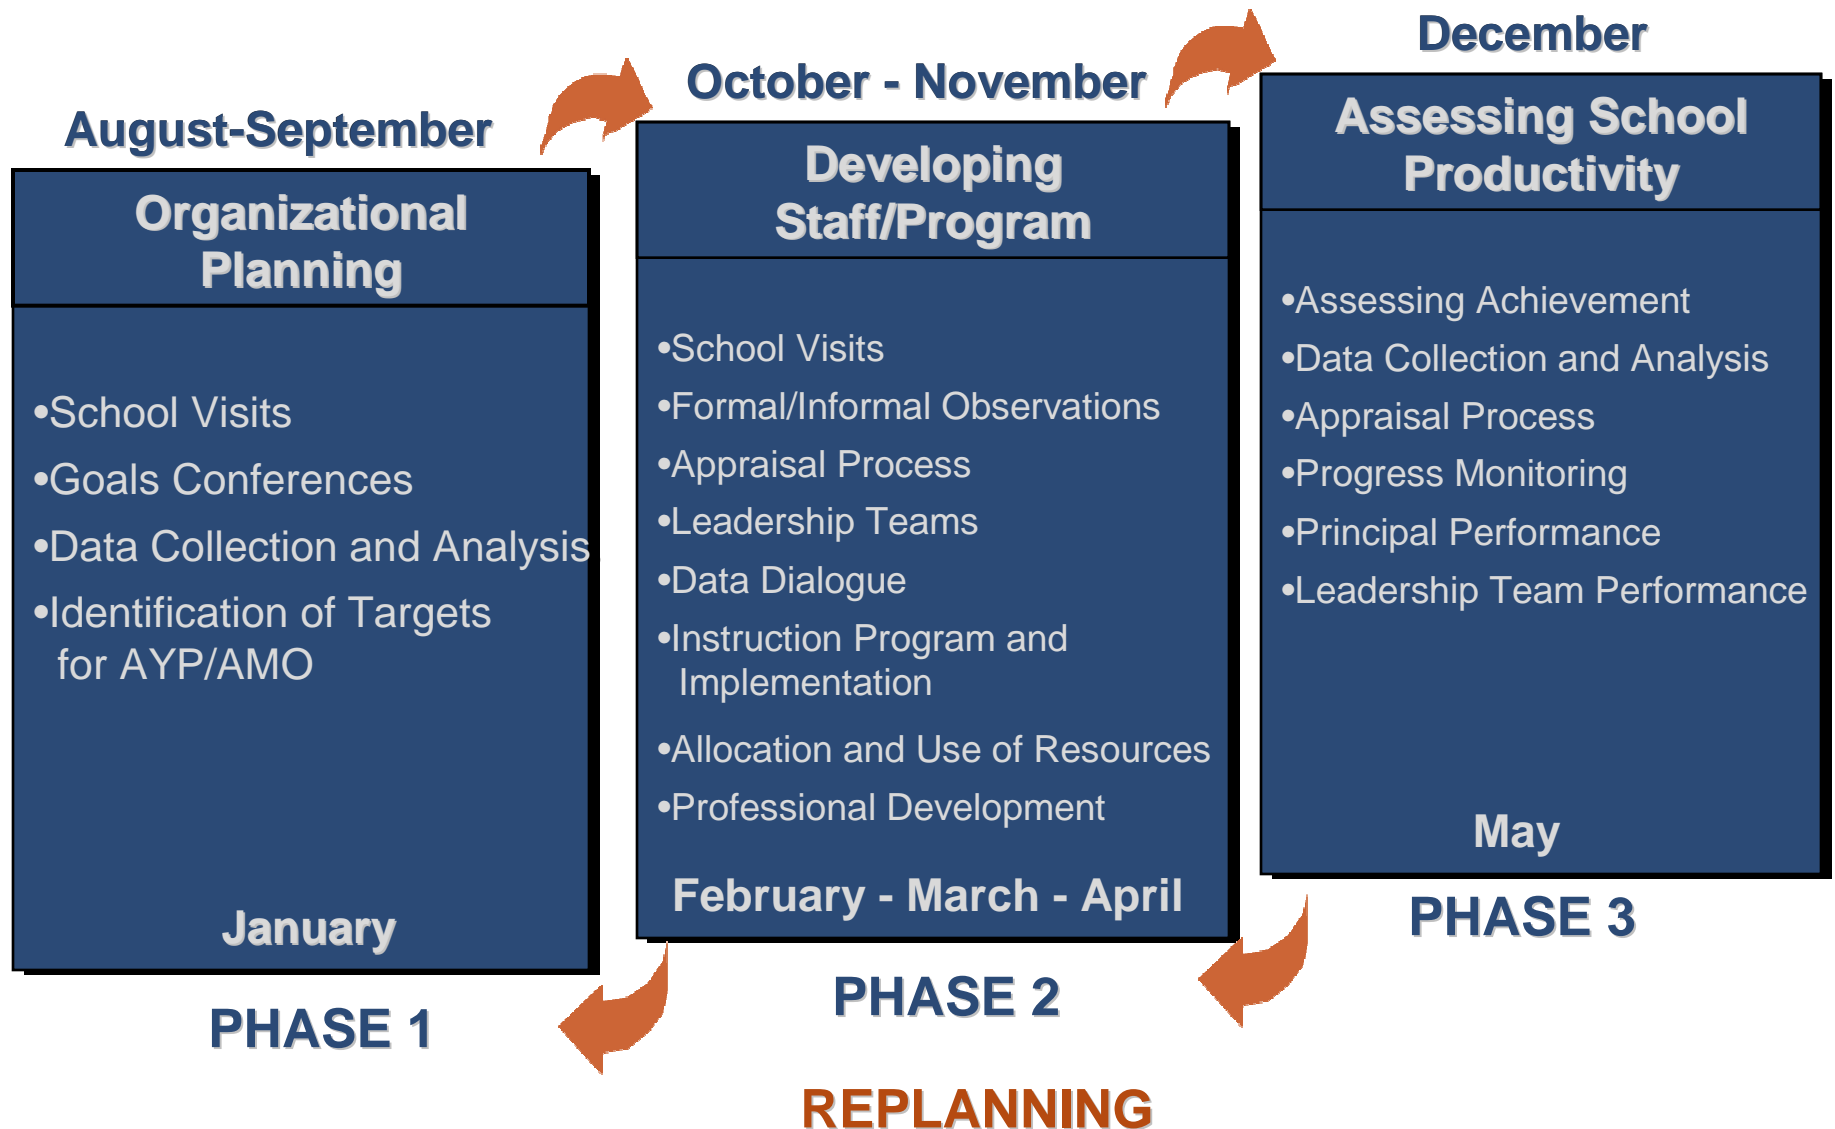 August-September
Organizational
Planning
•School Visits
•Goals Conferences
•Data Collection and Analysis
•Identification of Targets
for AYP/AMO
January
PHASE 1
October - November
Developing
Staff/Program
•School Visits
•Formal/Informal Observations
•Appraisal Process
•Leadership Teams
•Data Dialogue
•Instruction Program and
Implementation
•Allocation and Use of Resources
•Professional Development
February - March - April
PHASE 2
December
Assessing School
Productivity
•Assessing Achievement
•Data Collection and Analysis
•Appraisal Process
•Progress Monitoring
•Principal Performance
•Leadership Team Performance
May
PHASE 3
REPLANNING